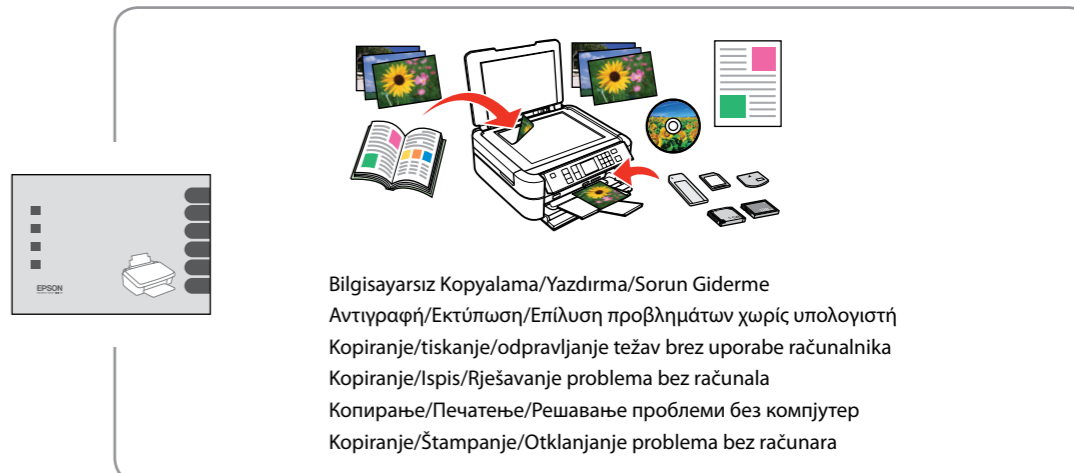 EPSON
Bilgisayarsız Kopyalama/Yazdırma/Sorun Giderme
Αντιγραφή/Εκτύπωση/Επίλυση προβλημάτων χωρίς υπολογιστή
Kopiranje/tiskanje/odpravljanje težav brez uporabe računalnika
Kopiranje/Ispis/Rješavanje problema bez računala
Копирање/Печатење/Решавање проблеми без компјутер
Kopiranje/Štampanje/Otklanjanje problema bez računara